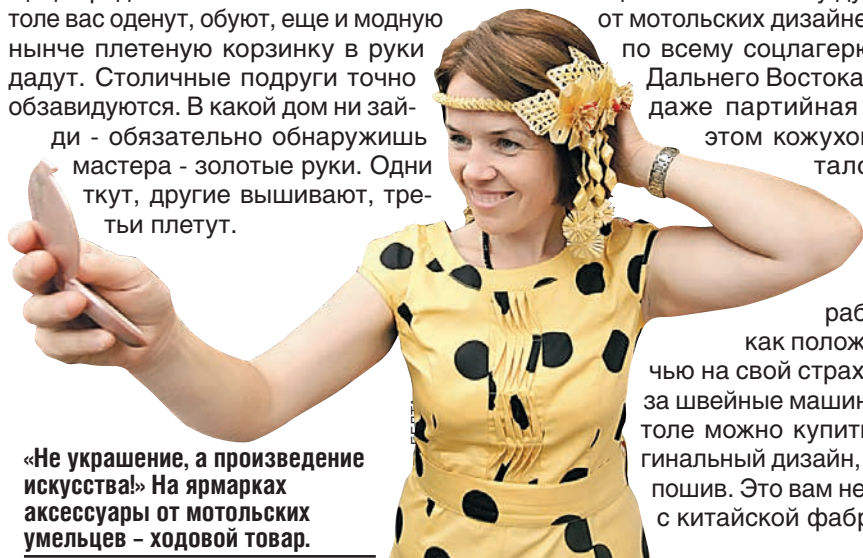 толе вас оденут, обуют, еще и модную
нынче плетеную корзинку в руки
дадут. Столичные подруги точно
обзавидуются. В какой дом ни зай-
ди - обязательно обнаружишь
мастера - золотые руки. Одни
ткут, другие вышивают, тре-
тьи плетут.
«Не украшение, а произведение
искусства!» На ярмарках
аксессуары от мотольских
умельцев – ходовой товар.
от мотольских дизайне
по всему соцлагерю
Дальнего Востока
даже партийная
этом кожухо
тало
раб
как полож
чью на свой страх
за швейные машин
толе можно купит
гинальный дизайн,
пошив. Это вам не
с китайской фабр